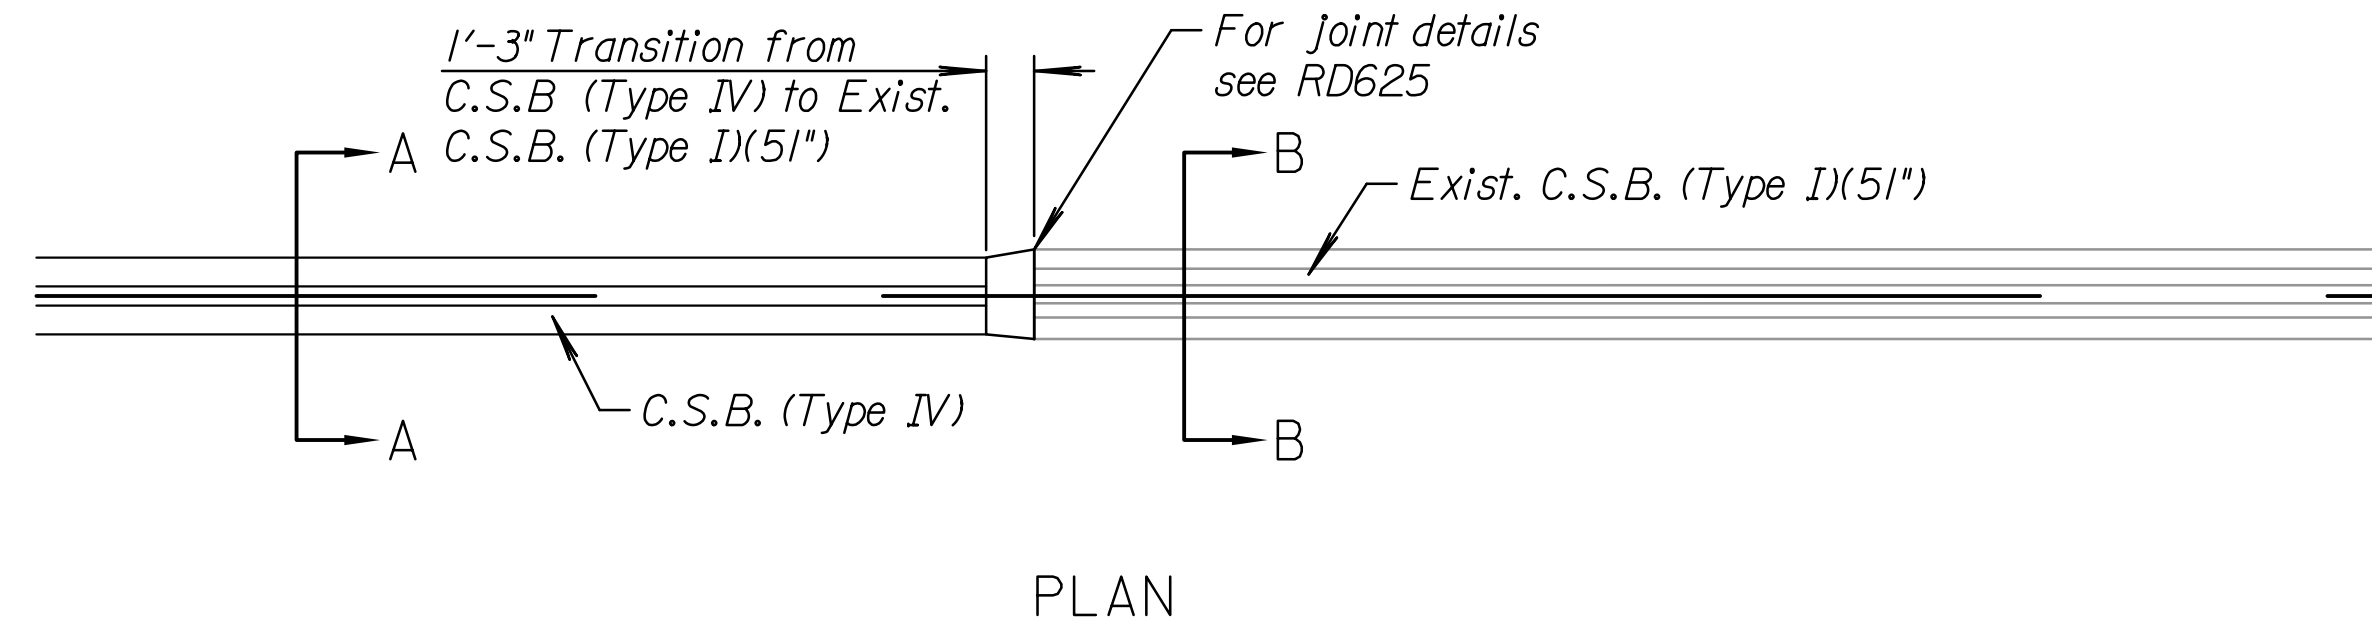 1'-3" Transition from
C.S.B (Type IV) to Exist.
C.S.B. (Type I)(51")
For joint details
see RD625
A
B
Exist. C.S.B. (Type I)(51")
C.S.B. (Type IV)
A
B
PLAN